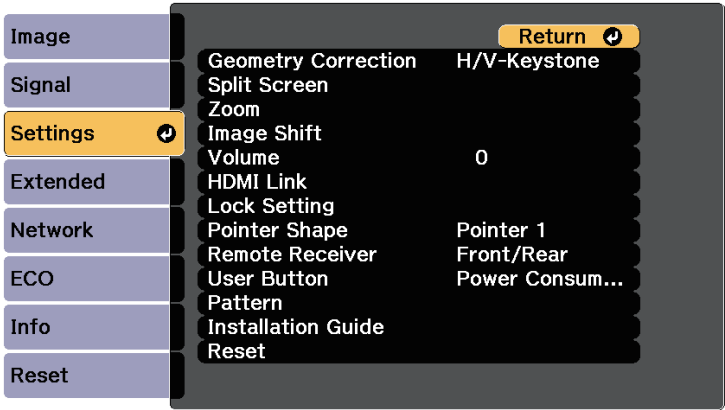 Image
Signal
Settings
Extended
Network
ECO
Info
Reset
Return
Geometry Correction H/V-Keystone
Split Screen
Zoom
Image Shift
Volume 0
HDMI Link
Lock Setting
Pointer Shape Pointer 1
Remote Receiver Front/Rear
User Button Power Consum...
Pattern
Installation Guide
Reset